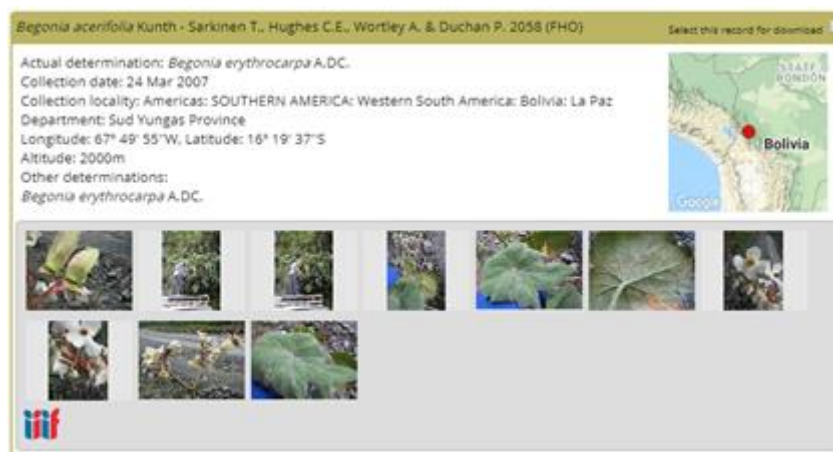 Begonia acerifolia Kunth - Sarkinen T., Hughes C.E., Wortley A. & Duchan P. 2058 (FHO)
Select this record for download
Actual determination: Begonia erythrocarpa A.DC.
Collection date: 24 Mar 2007
Collection locality: Americas: SOUTHERN AMERICA: Western South America: Bolivia: La Paz
Department: Sud Yungas Province
Longitude: 67° 49' 55"W, Latitude: 16° 19' 37"S
Altitude: 2000m
Other determinations:
Begonia erythrocarpa A.DC.
STATE
RONDÔN
Bolivia
Google
iiif